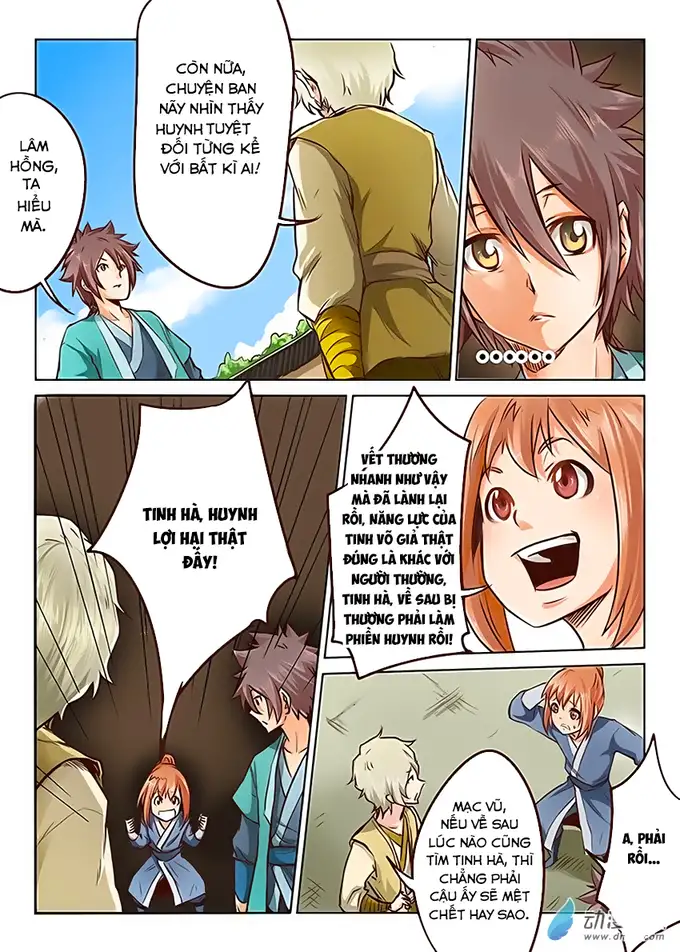 CÒN NỮA,
CHUYỆN BAN
NÃY NHÌN THẤY
HUYNH TUYỆT
ĐỐI TỪNG KỂ
VỚI BẤT KÌ AI!
LÂM
HỒNG,
TA
HIỂU
MÀ.
VẾT THƯƠNG
NHANH NHƯ VẬY
MÀ ĐÃ LÀNH LẠI
RỒI, NĂNG LỰC CỦA
TINH VÕ GIẢ THẬT
ĐÚNG LÀ KHÁC VỚI
NGƯỜI THƯỜNG,
TINH HÀ, VỀ SAU BỊ
THƯƠNG PHẢI LÀM
PHIỀN HUYNH RỒI!
TINH HÀ, HUYNH
LỢI HẠI THẬT
ĐẤY!
MẠC VŨ,
NẾU VỀ SAU
LÚC NÀO CŨNG
TÌM TINH HÀ, THÌ
CHẲNG PHẢI
CẬU ẤY SẼ MỆT
CHẾT HAY SAO.
A, PHẢI
RỒI...